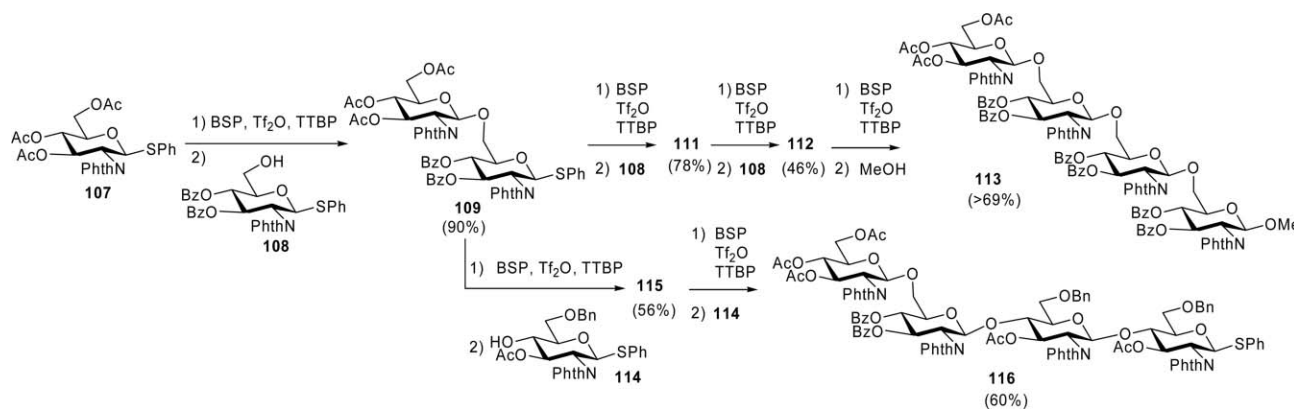 OAc
AcO
AcO
O
PhthN
SPh
107
1) BSP, Tf2O, TTBP
2)
OH
BzO
BzO
O
PhthN
SPh
108
OAc
AcO
AcO
O
PhthN
O
BzO
BzO
O
PhthN
SPh
109
(90%)
1) BSP
Tf2O
TTBP
2) 108
111
(78%)
1) BSP
Tf2O
TTBP
2) 108
112
(46%)
1) BSP
Tf2O
TTBP
2) MeOH
OAc
AcO
AcO
O
PhthN
O
BzO
BzO
O
PhthN
O
BzO
BzO
O
PhthN
O
BzO
BzO
O
PhthN
OMe
113
(>69%)
1) BSP, Tf2O, TTBP
2)
OBn
HO
AcO
O
PhthN
SPh
114
115
(56%)
1) BSP
Tf2O
TTBP
2) 114
OAc
AcO
AcO
O
PhthN
O
BzO
BzO
O
PhthN
O
OBn
AcO
O
PhthN
O
OBn
AcO
O
PhthN
SPh
116
(60%)